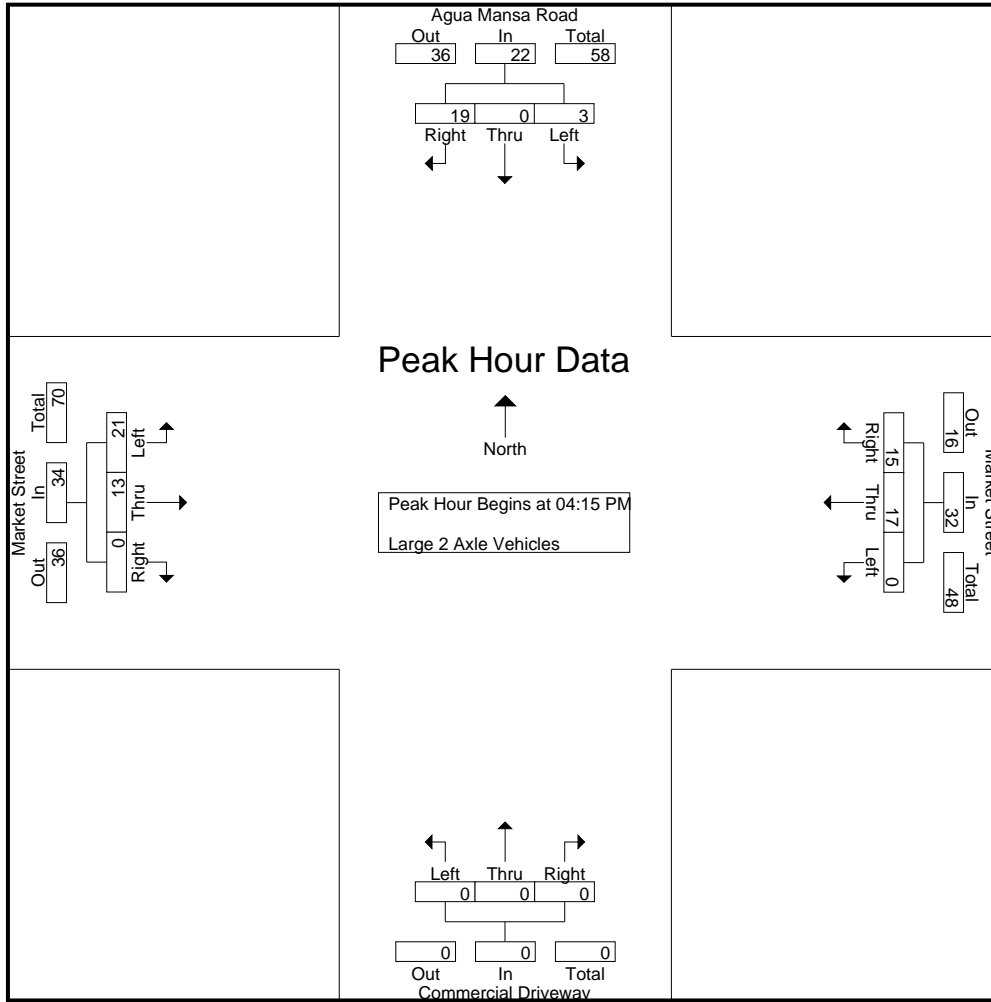 Agua Mansa Road
Out In Total
36 22 58
19 0 3
Right Thru Left
Peak Hour Data
North
Peak Hour Begins at 04:15 PM
Large 2 Axle Vehicles
Market Street
Out In Total
36 34 70
0 13 21
Right Thru Left
Market Street
Out In Total
16 32 48
15 17 0
Right Thru Left
Left Thru Right
0 0 0
0 0 0
Out In Total
Commercial Driveway